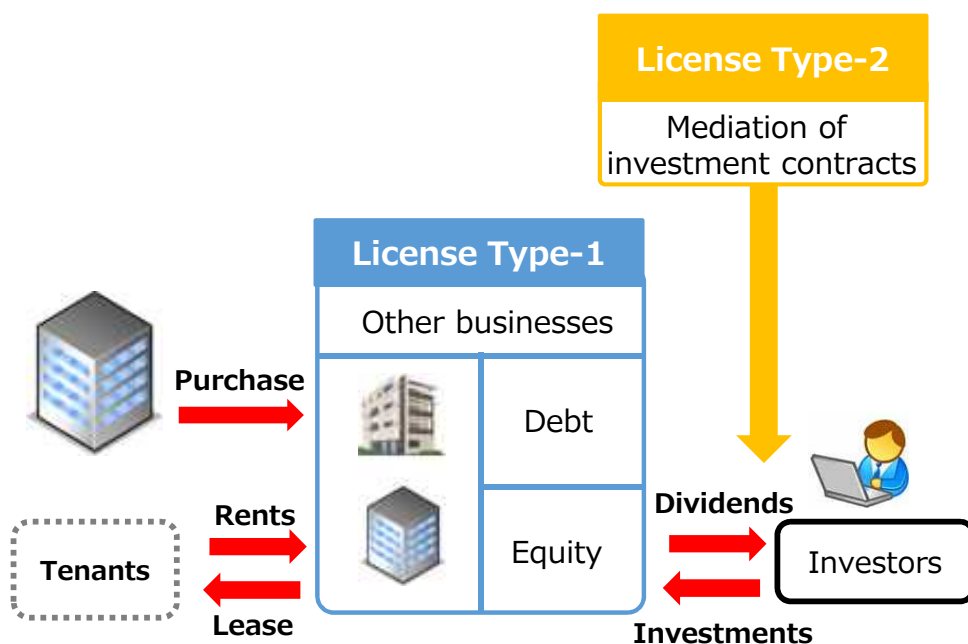 License Type-2
Mediation of
investment contracts
License Type-1
Other businesses
Purchase
Debt
Rents
Dividends
Tenants
Equity
Investors
Lease
Investments